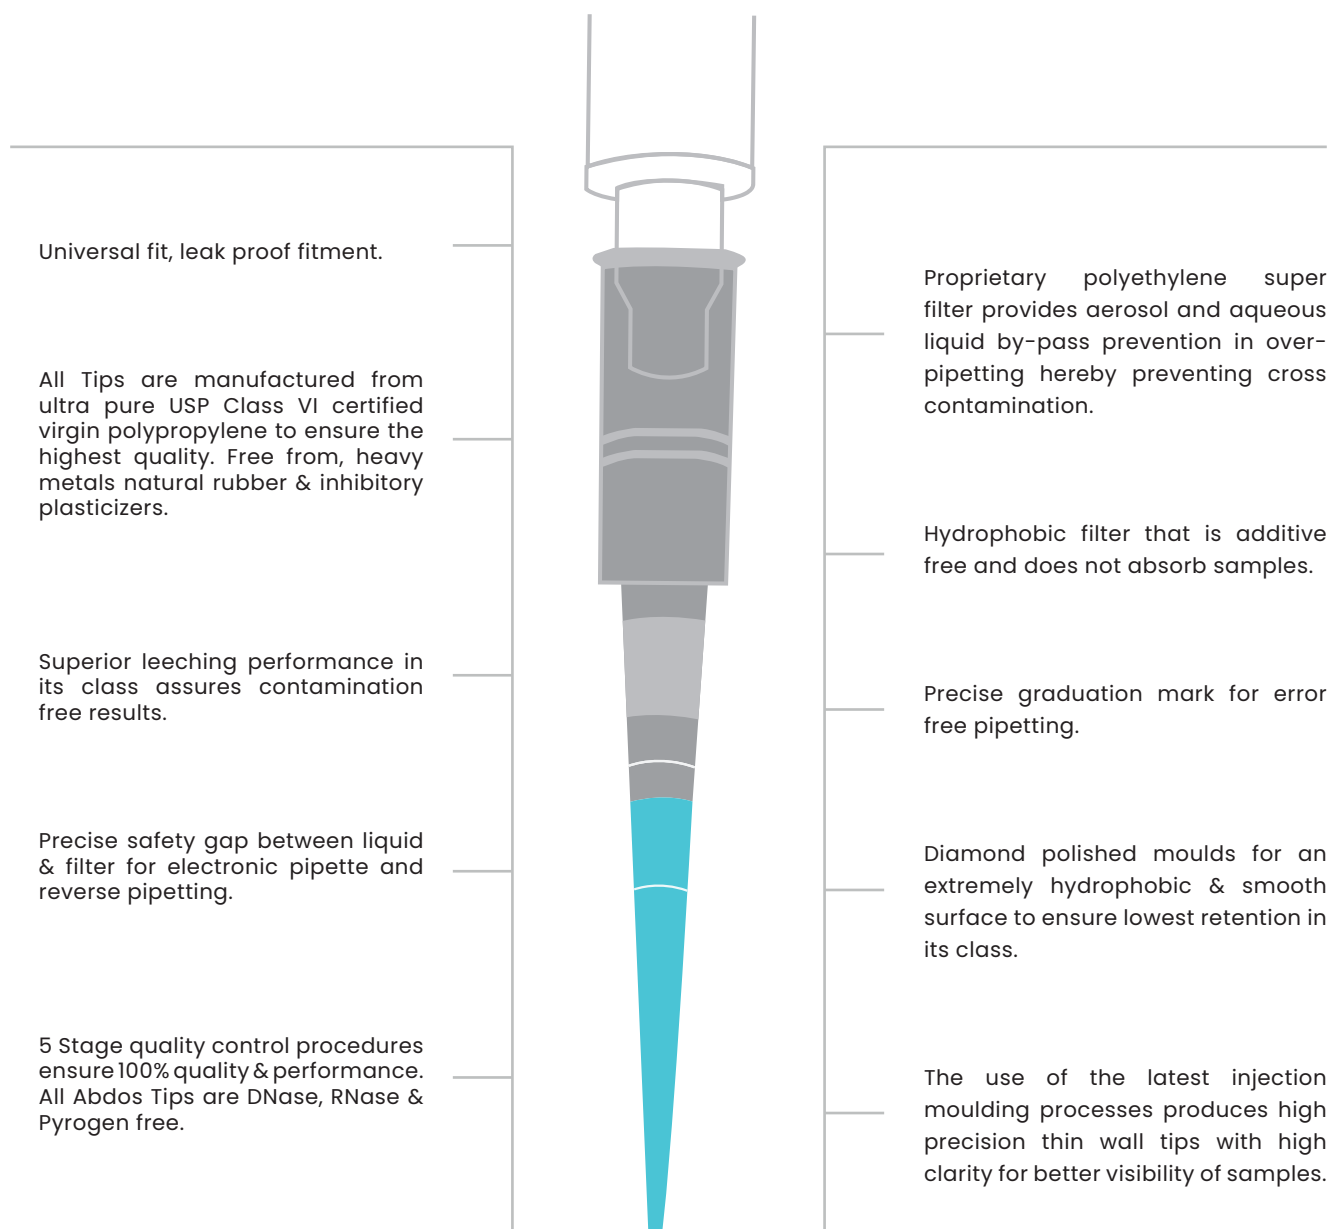 Universal fit, leak proof fitment.
All Tips are manufactured from
ultra pure USP Class VI certified
virgin polypropylene to ensure the
highest quality. Free from, heavy
metals natural rubber & inhibitory
plasticizers.
Superior leeching performance in
its class assures contamination
free results.
Precise safety gap between liquid
& filter for electronic pipette and
reverse pipetting.
5 Stage quality control procedures
ensure 100% quality & performance.
All Abdos Tips are DNase, RNase &
Pyrogen free.
Proprietary polyethylene super
filter provides aerosol and aqueous
liquid by-pass prevention in over-
pipetting hereby preventing cross
contamination.
Hydrophobic filter that is additive
free and does not absorb samples.
Precise graduation mark for error
free pipetting.
Diamond polished moulds for an
extremely hydrophobic & smooth
surface to ensure lowest retention in
its class.
The use of the latest injection
moulding processes produces high
precision thin wall tips with high
clarity for better visibility of samples.